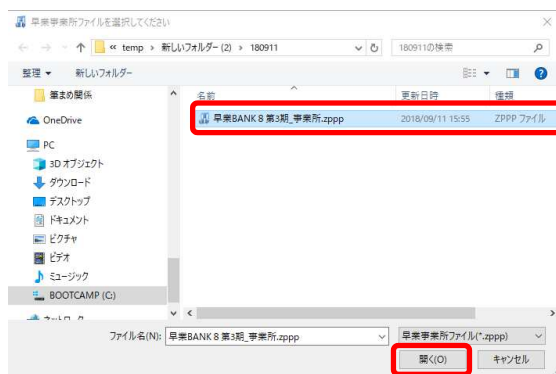 早業事業所ファイルを選択してください
« temp › 新しいフォルダー (2) › 180911
180911の検索
整理 新しいフォルダー
名前 更新日時 種類
早業BANK 8 第3期_事業所.zppp 2018/09/11 15:55 ZPPP ファイル
筆まめ関係
OneDrive
PC
3D オブジェクト
ダウンロード
デスクトップ
ドキュメント
ピクチャ
ビデオ
ミュージック
BOOTCAMP (C:)
ファイル名(N): 早業BANK 8 第3期_事業所.zppp 早業事業所ファイル(*.zppp)
開く(O) キャンセル